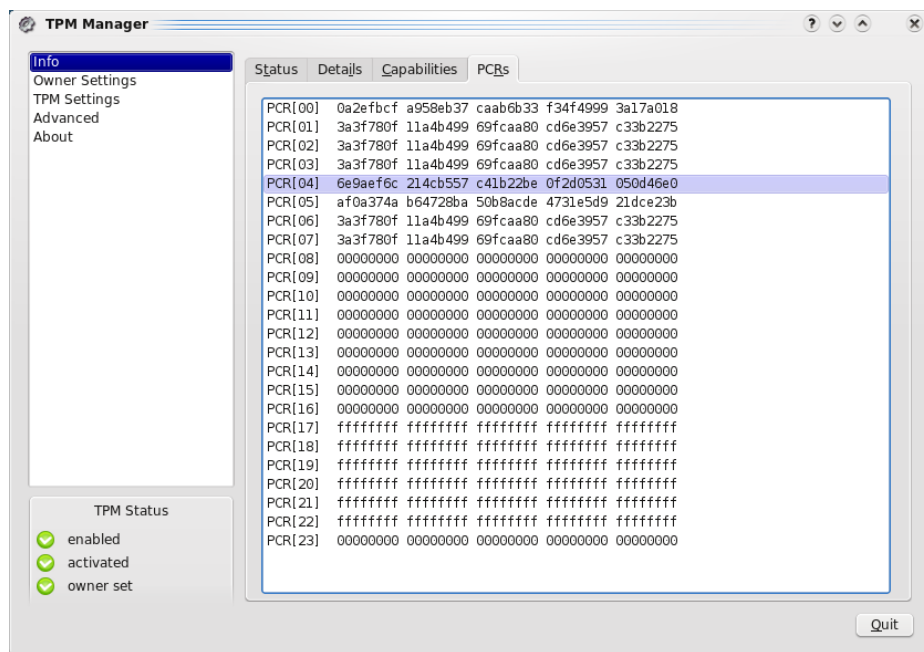 TPM Manager
Info
Owner Settings
TPM Settings
Advanced
About
Status Details Capabilities PCRs
PCR[00] 0a2efbcf a958eb37 caab6b33 f34f4999 3a17a018
PCR[01] 3a3f780f 11a4b499 69fcaa80 cd6e3957 c33b2275
PCR[02] 3a3f780f 11a4b499 69fcaa80 cd6e3957 c33b2275
PCR[03] 3a3f780f 11a4b499 69fcaa80 cd6e3957 c33b2275
PCR[04] 6e9aef6c 214cb557 c41b22be 0f2d0531 050d46e0
PCR[05] af0a374a b64728ba 50b8acde 4731e5d9 21dce23b
PCR[06] 3a3f780f 11a4b499 69fcaa80 cd6e3957 c33b2275
PCR[07] 3a3f780f 11a4b499 69fcaa80 cd6e3957 c33b2275
PCR[08] 00000000 00000000 00000000 00000000 00000000
PCR[09] 00000000 00000000 00000000 00000000 00000000
PCR[10] 00000000 00000000 00000000 00000000 00000000
PCR[11] 00000000 00000000 00000000 00000000 00000000
PCR[12] 00000000 00000000 00000000 00000000 00000000
PCR[13] 00000000 00000000 00000000 00000000 00000000
PCR[14] 00000000 00000000 00000000 00000000 00000000
PCR[15] 00000000 00000000 00000000 00000000 00000000
PCR[16] 00000000 00000000 00000000 00000000 00000000
PCR[17] ffffffff ffffffff ffffffff ffffffff ffffffff
PCR[18] ffffffff ffffffff ffffffff ffffffff ffffffff
PCR[19] ffffffff ffffffff ffffffff ffffffff ffffffff
PCR[20] ffffffff ffffffff ffffffff ffffffff ffffffff
PCR[21] ffffffff ffffffff ffffffff ffffffff ffffffff
PCR[22] ffffffff ffffffff ffffffff ffffffff ffffffff
PCR[23] 00000000 00000000 00000000 00000000 00000000
TPM Status
enabled
activated
owner set
Quit